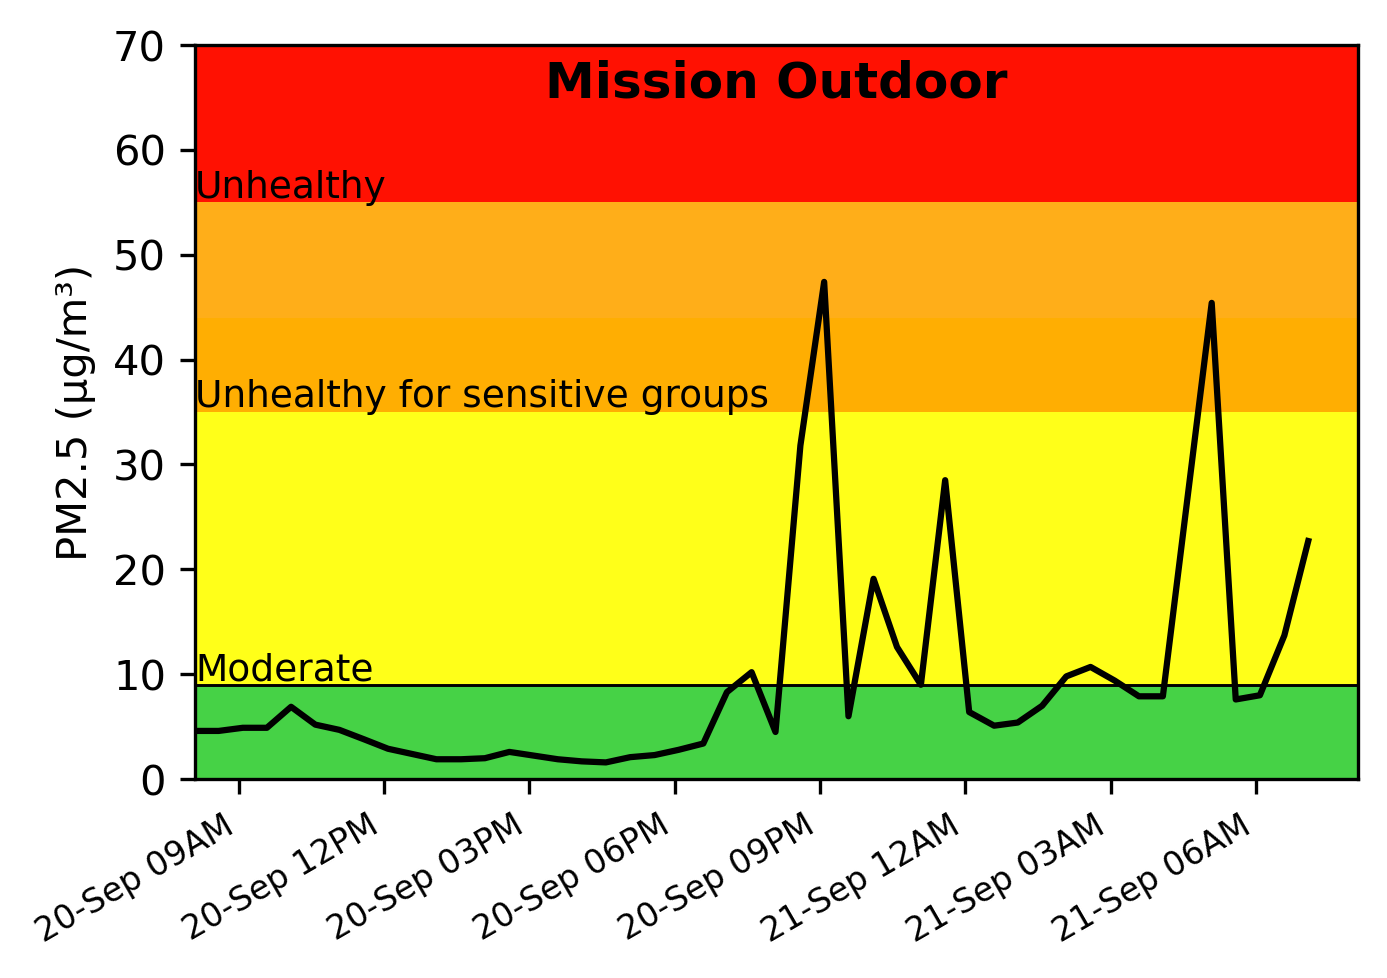 Mission Outdoor
70
60
50
40
30
20
10
0
PM2.5 (µg/m³)
Unhealthy
Unhealthy for sensitive groups
Moderate
20-Sep 09AM
20-Sep 12PM
20-Sep 03PM
20-Sep 06PM
20-Sep 09PM
21-Sep 12AM
21-Sep 03AM
21-Sep 06AM